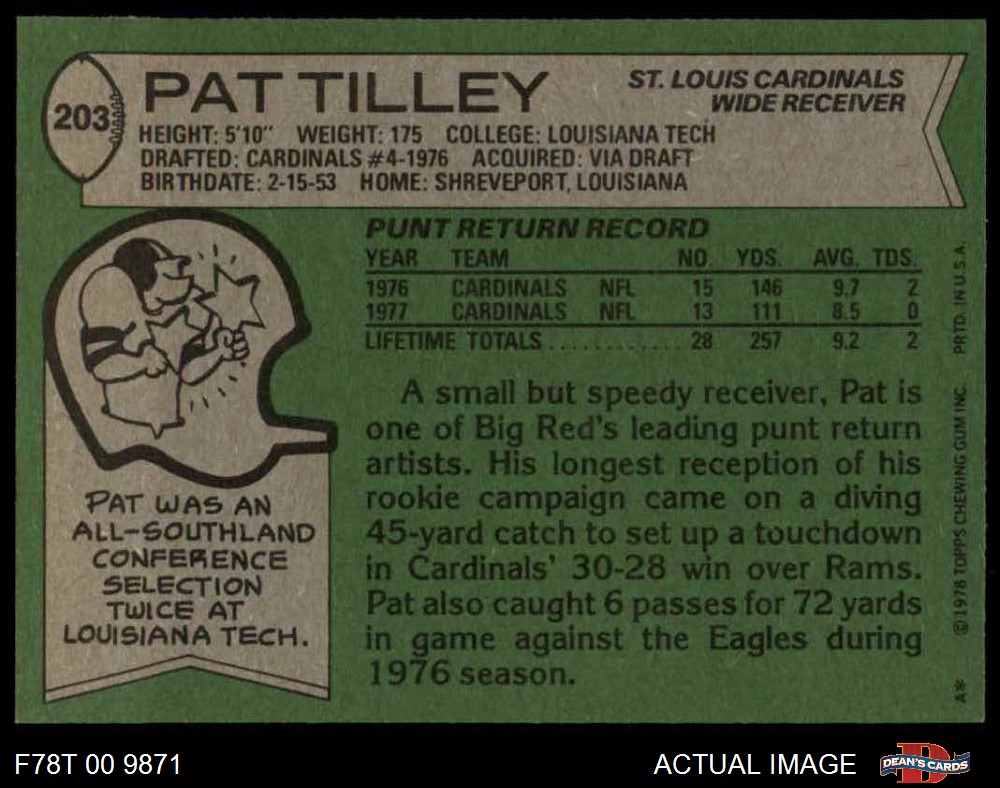 203
PAT TILLEY
ST. LOUIS CARDINALS
WIDE RECEIVER
HEIGHT: 5'10" WEIGHT: 175 COLLEGE: LOUISIANA TECH
DRAFTED: CARDINALS #4-1976 ACQUIRED: VIA DRAFT
BIRTHDATE: 2-15-53 HOME: SHREVEPORT, LOUISIANA
PUNT RETURN RECORD
YEAR TEAM NO. YDS. AVG. TDS.
1976 CARDINALS NFL 15 146 9.7 2
1977 CARDINALS NFL 13 111 8.5 0
LIFETIME TOTALS............ 28 257 9.2 2
A small but speedy receiver, Pat is
one of Big Red's leading punt return
artists. His longest reception of his
rookie campaign came on a diving
45-yard catch to set up a touchdown
in Cardinals' 30-28 win over Rams.
Pat also caught 6 passes for 72 yards
in game against the Eagles during
1976 season.
PAT WAS AN
ALL-SOUTHLAND
CONFERENCE
SELECTION
TWICE AT
LOUISIANA TECH.
A* © 1978 TOPPS CHEWING GUM INC. PRTD. IN U.S.A.
F78T 00 9871
ACTUAL IMAGE
D
DEAN'S CARDS